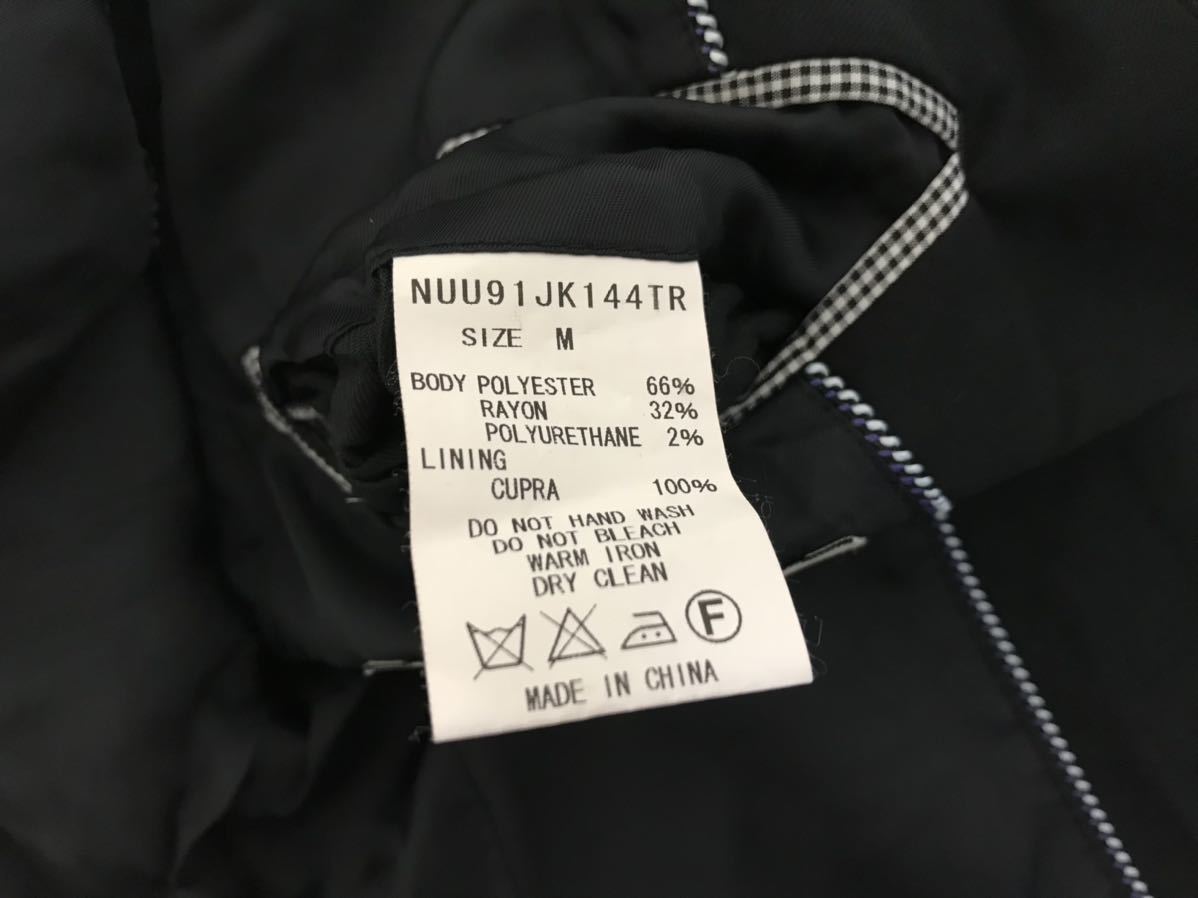 NUU91JK144TR
SIZE M
BODY POLYESTER 66%
RAYON 32%
POLYURETHANE 2%
LINING
CUPRA 100%
DO NOT HAND WASH
DO NOT BLEACH
WARM IRON
DRY CLEAN
F
MADE IN CHINA